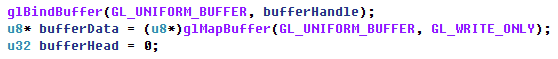 glBindBuffer(GL_UNIFORM_BUFFER, bufferHandle);
u8* bufferData = (u8*)glMapBuffer(GL_UNIFORM_BUFFER, GL_WRITE_ONLY);
u32 bufferHead = 0;